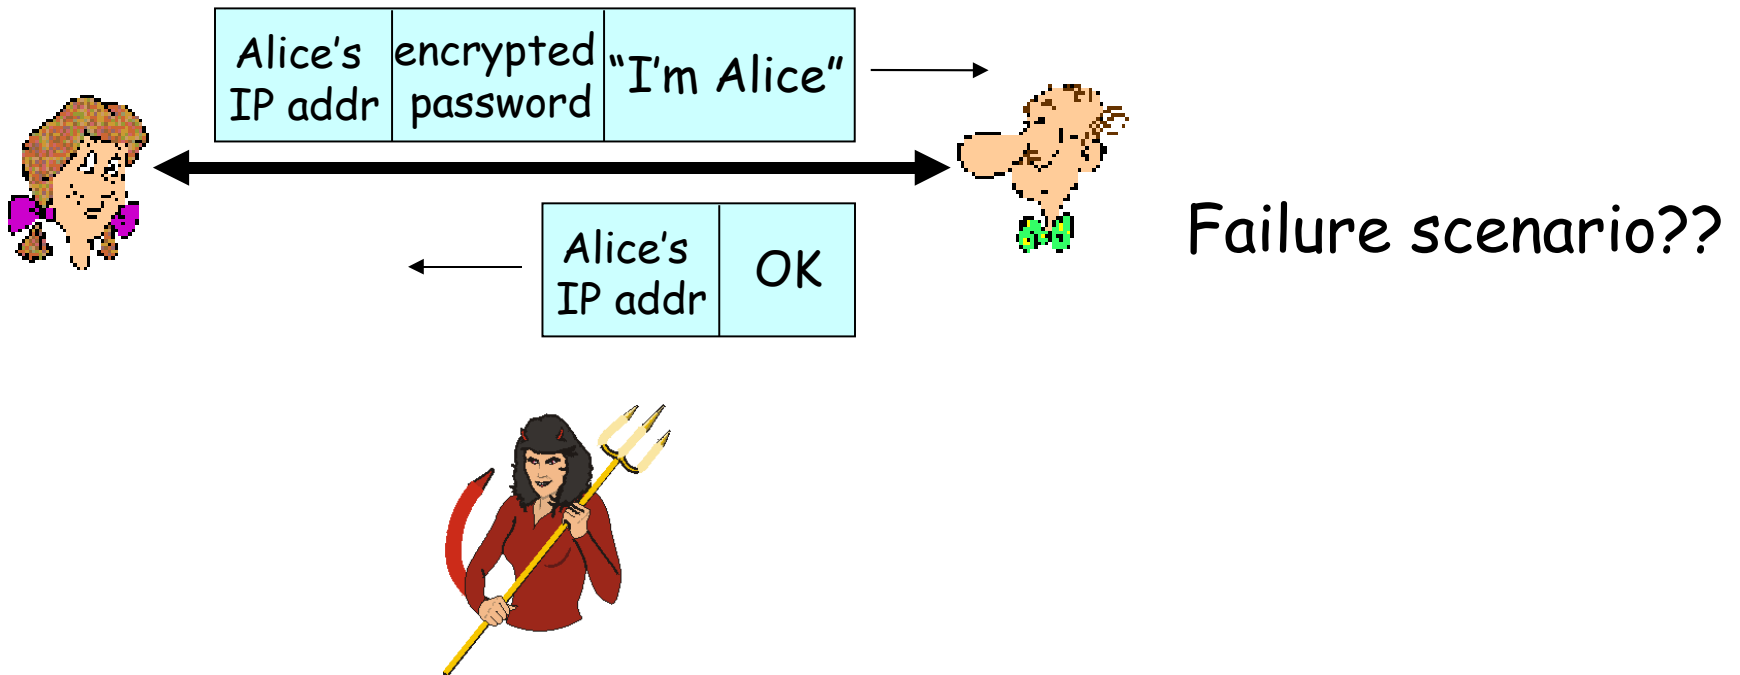 Alice's
IP addr
encrypted
password
“I'm Alice”
Alice's
IP addr
OK
Failure scenario??